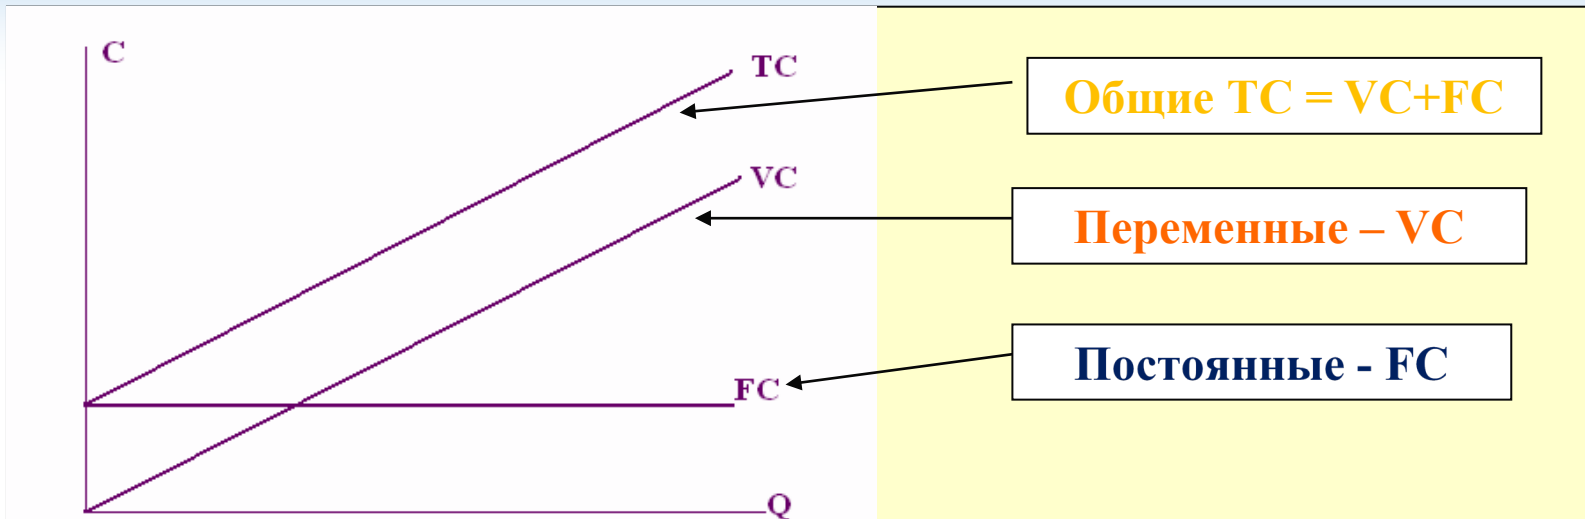 C
TC
Общие TC = VC+FC
VC
Переменные – VC
FC
Постоянные - FC
Q